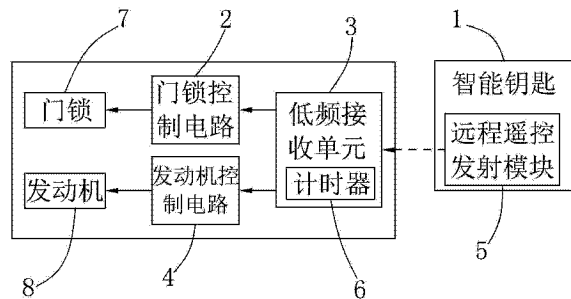 7
2
3
1
门锁
门锁控
制电路
低频接
收单元
计时器
智能钥匙
远程遥控
发射模块
发动机
发动机控
制电路
8
4
6
5